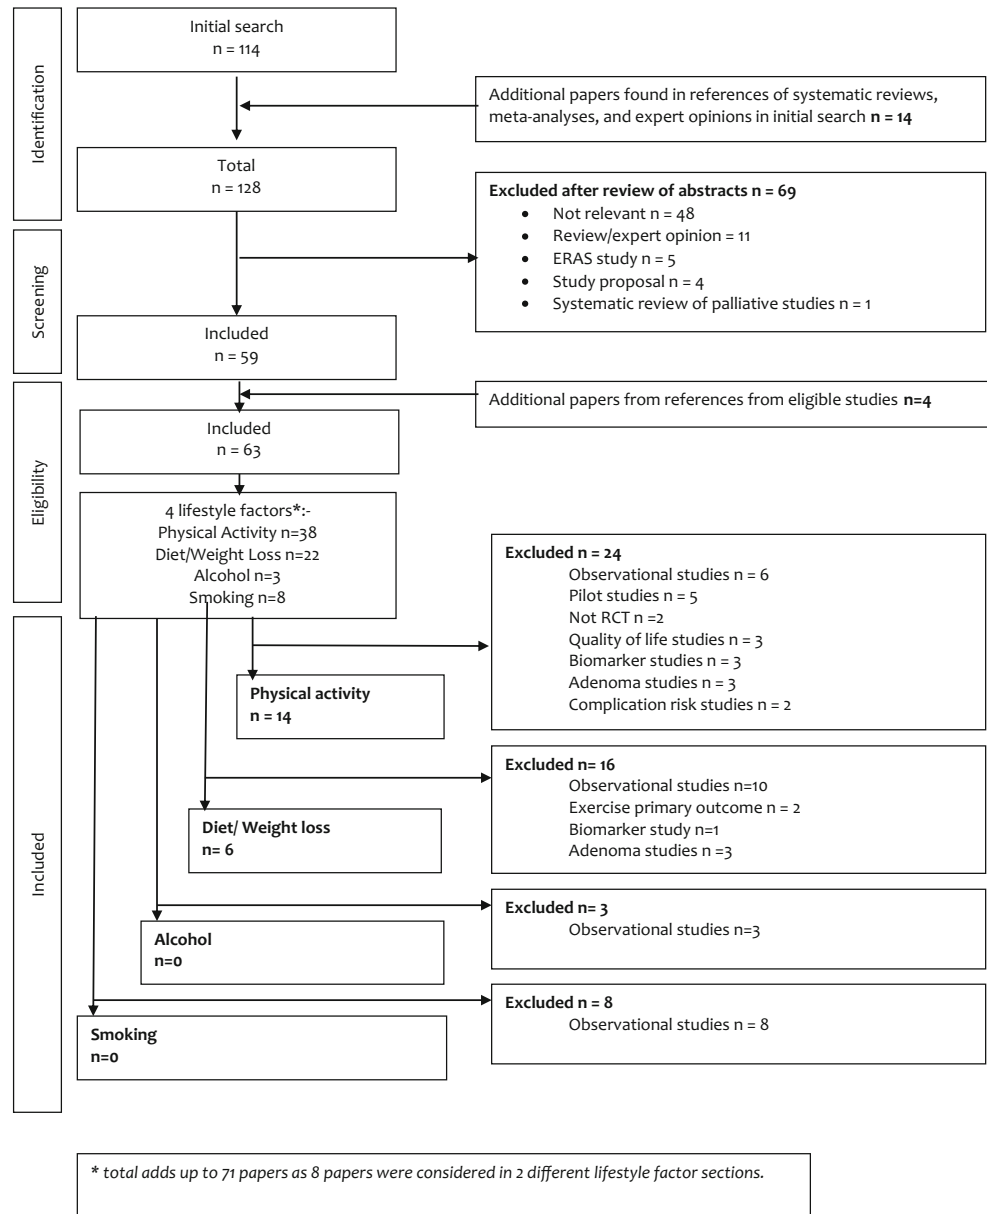 Identification
Initial search
n = 114
Additional papers found in references of systematic reviews,
meta-analyses, and expert opinions in initial search n = 14
Total
n = 128
Excluded after review of abstracts n = 69
• Not relevant n = 48
• Review/expert opinion = 11
• ERAS study n = 5
• Study proposal n = 4
• Systematic review of palliative studies n = 1
Screening
Included
n = 59
Eligibility
Additional papers from references from eligible studies n=4
Included
n = 63
4 lifestyle factors*:-
Physical Activity n=38
Diet/Weight Loss n=22
Alcohol n=3
Smoking n=8
Excluded n = 24
Observational studies n = 6
Pilot studies n = 5
Not RCT n =2
Quality of life studies n = 3
Biomarker studies n = 3
Adenoma studies n = 3
Complication risk studies n = 2
Included
Physical activity
n = 14
Excluded n= 16
Observational studies n=10
Exercise primary outcome n = 2
Biomarker study n=1
Adenoma studies n =3
Diet/ Weight loss
n= 6
Excluded n= 3
Observational studies n=3
Alcohol
n=0
Excluded n = 8
Observational studies n = 8
Smoking
n=0
* total adds up to 71 papers as 8 papers were considered in 2 different lifestyle factor sections.